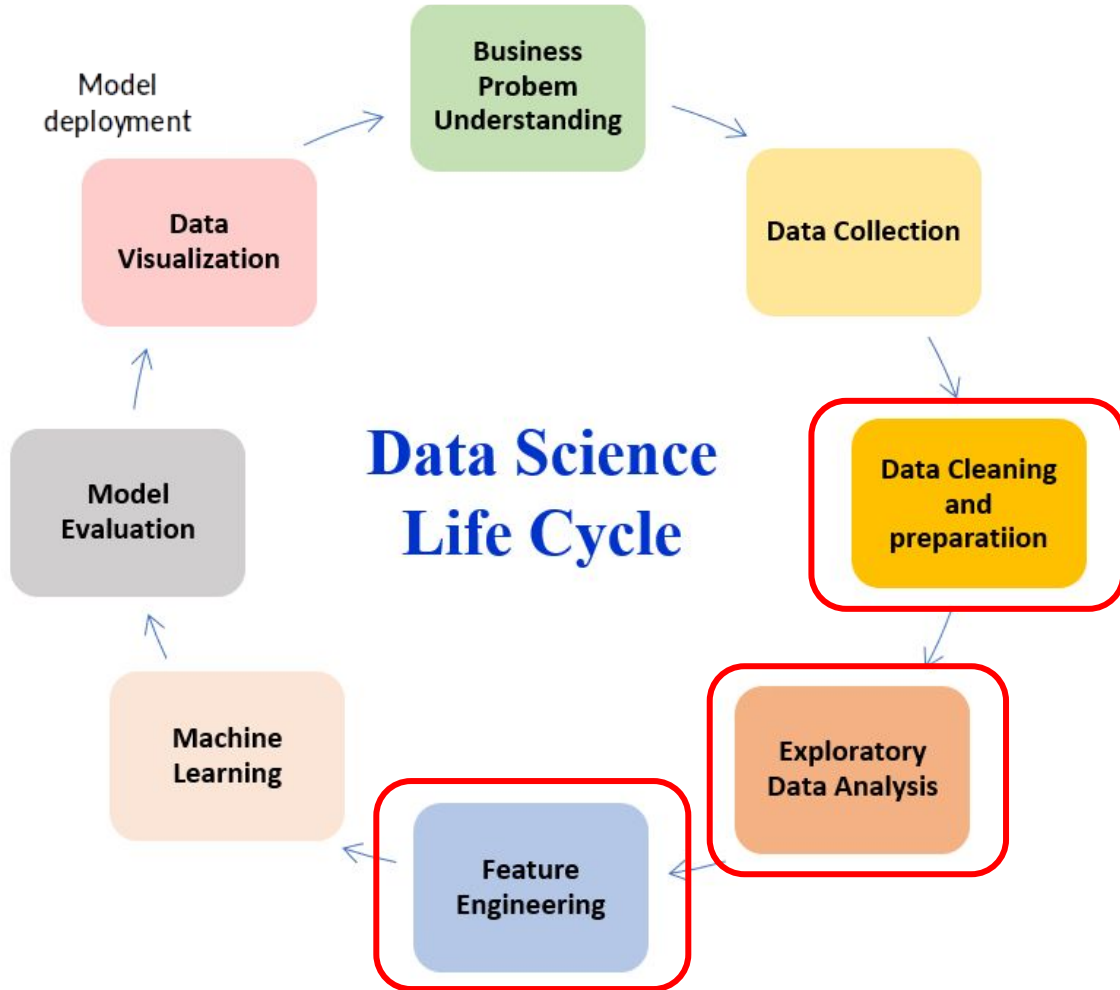 Model
deployment
Business
Probem
Understanding
Data Collection
Data Cleaning
and
preparatiion
Exploratory
Data Analysis
Feature
Engineering
Machine
Learning
Model
Evaluation
Data
Visualization
Data Science
Life Cycle